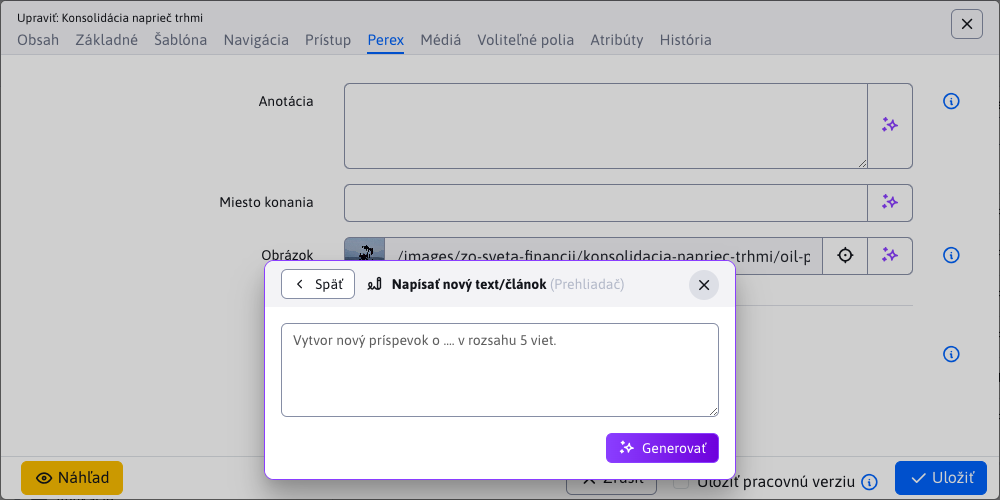 Upraviť: Konsolidácia naprieč trhmi
Obsah Základné Šablóna Navigácia Prístup Perex Médiá Voliteľné polia Atribúty História
Anotácia
Miesto konania
Obrázok /images/zo-sveta-financii/konsolidacia-napriec-trhmi/oil-p
Späť Napísať nový text/článok (Prehliadač)
Vytvor nový príspevok o .... v rozsahu 5 viet.
Generovať
Náhľad Zrušiť Uložiť pracovnú verziu Uložiť